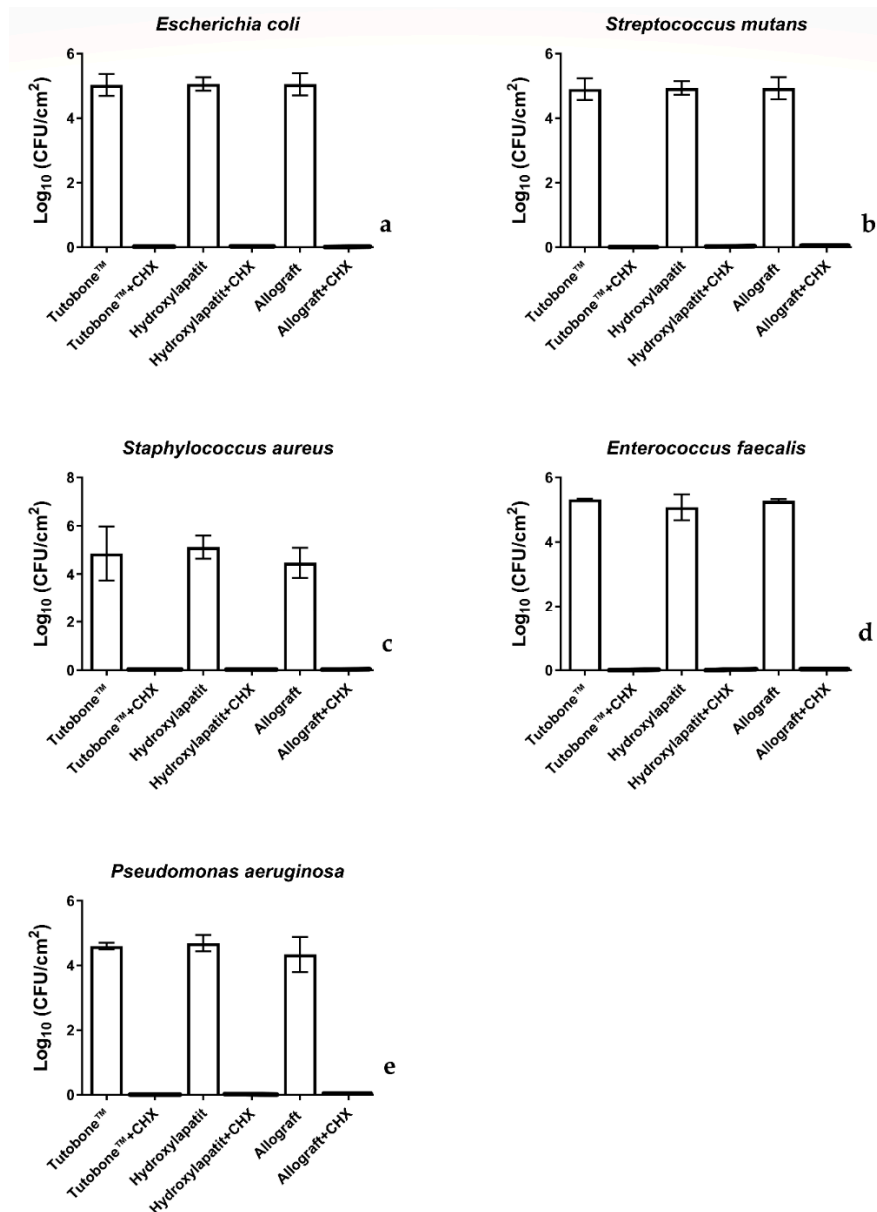 Escherichia coli
Log10 (CFU/cm2)
6
4
2
0
Tutobone™
Tutobone™+CHX
Hydroxylapatit
Hydroxylapatit+CHX
Allograft
Allograft+CHX
a
Streptococcus mutans
Log10 (CFU/cm2)
6
4
2
0
Tutobone™
Tutobone™+CHX
Hydroxylapatit
Hydroxylapatit+CHX
Allograft
Allograft+CHX
b
Staphylococcus aureus
Log10 (CFU/cm2)
8
6
4
2
0
Tutobone™
Tutobone™+CHX
Hydroxylapatit
Hydroxylapatit+CHX
Allograft
Allograft+CHX
c
Enterococcus faecalis
Log10 (CFU/cm2)
6
4
2
0
Tutobone™
Tutobone™+CHX
Hydroxylapatit
Hydroxylapatit+CHX
Allograft
Allograft+CHX
d
Pseudomonas aeruginosa
Log10 (CFU/cm2)
6
4
2
0
Tutobone™
Tutobone™+CHX
Hydroxylapatit
Hydroxylapatit+CHX
Allograft
Allograft+CHX
e